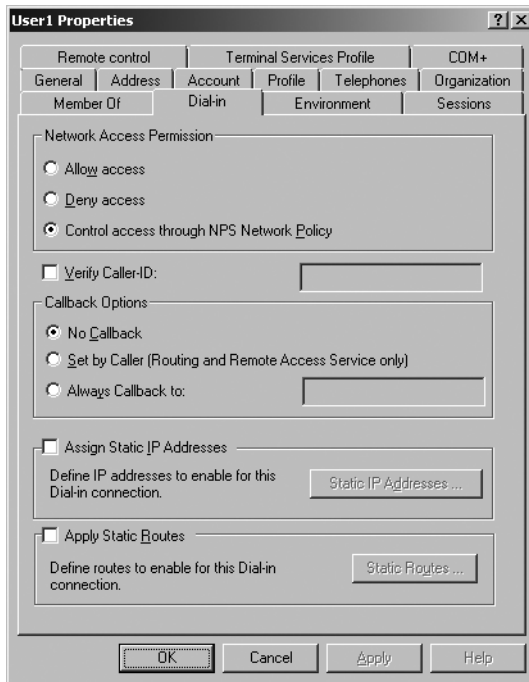 User1 Properties
Remote control Terminal Services Profile COM+
General Address Account Profile Telephones Organization
Member Of Dial-in Environment Sessions
Network Access Permission
Allow access
Deny access
Control access through NPS Network Policy
Verify Caller-ID:
Callback Options
No Callback
Set by Caller (Routing and Remote Access Service only)
Always Callback to:
Assign Static IP Addresses
Define IP addresses to enable for this
Dial-in connection.
Static IP Addresses ...
Apply Static Routes
Define routes to enable for this Dial-in
connection.
Static Routes ...
OK Cancel Apply Help